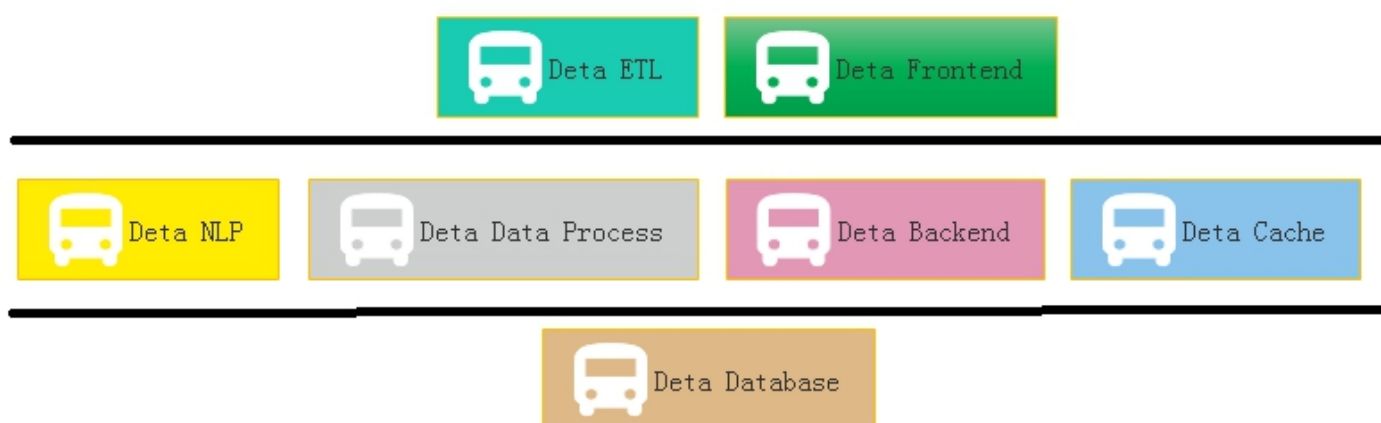 Deta ETL
Deta Frontend
Deta NLP
Deta Data Process
Deta Backend
Deta Cache
Deta Database